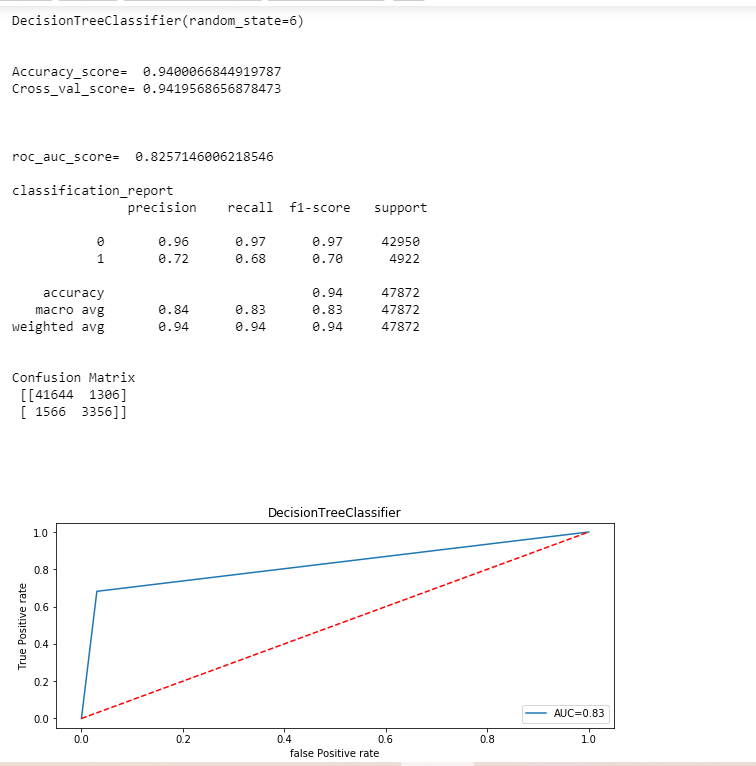 DecisionTreeClassifier(random_state=6)
Accuracy_score=  0.9400066844919787
Cross_val_score= 0.9419568656878473
roc_auc_score=  0.8257146006218546
classification_report
precision    recall  f1-score   support
0       0.96      0.97      0.97     42950
1       0.72      0.68      0.70      4922
accuracy                           0.94     47872
macro avg       0.84      0.83      0.83     47872
weighted avg       0.94      0.94      0.94     47872
Confusion Matrix
[[41644  1306]
[ 1566  3356]]
DecisionTreeClassifier
1.0
0.8
0.6
0.4
0.2
0.0
True Positive rate
AUC=0.83
0.0 0.2 0.4 0.6 0.8 1.0
false Positive rate